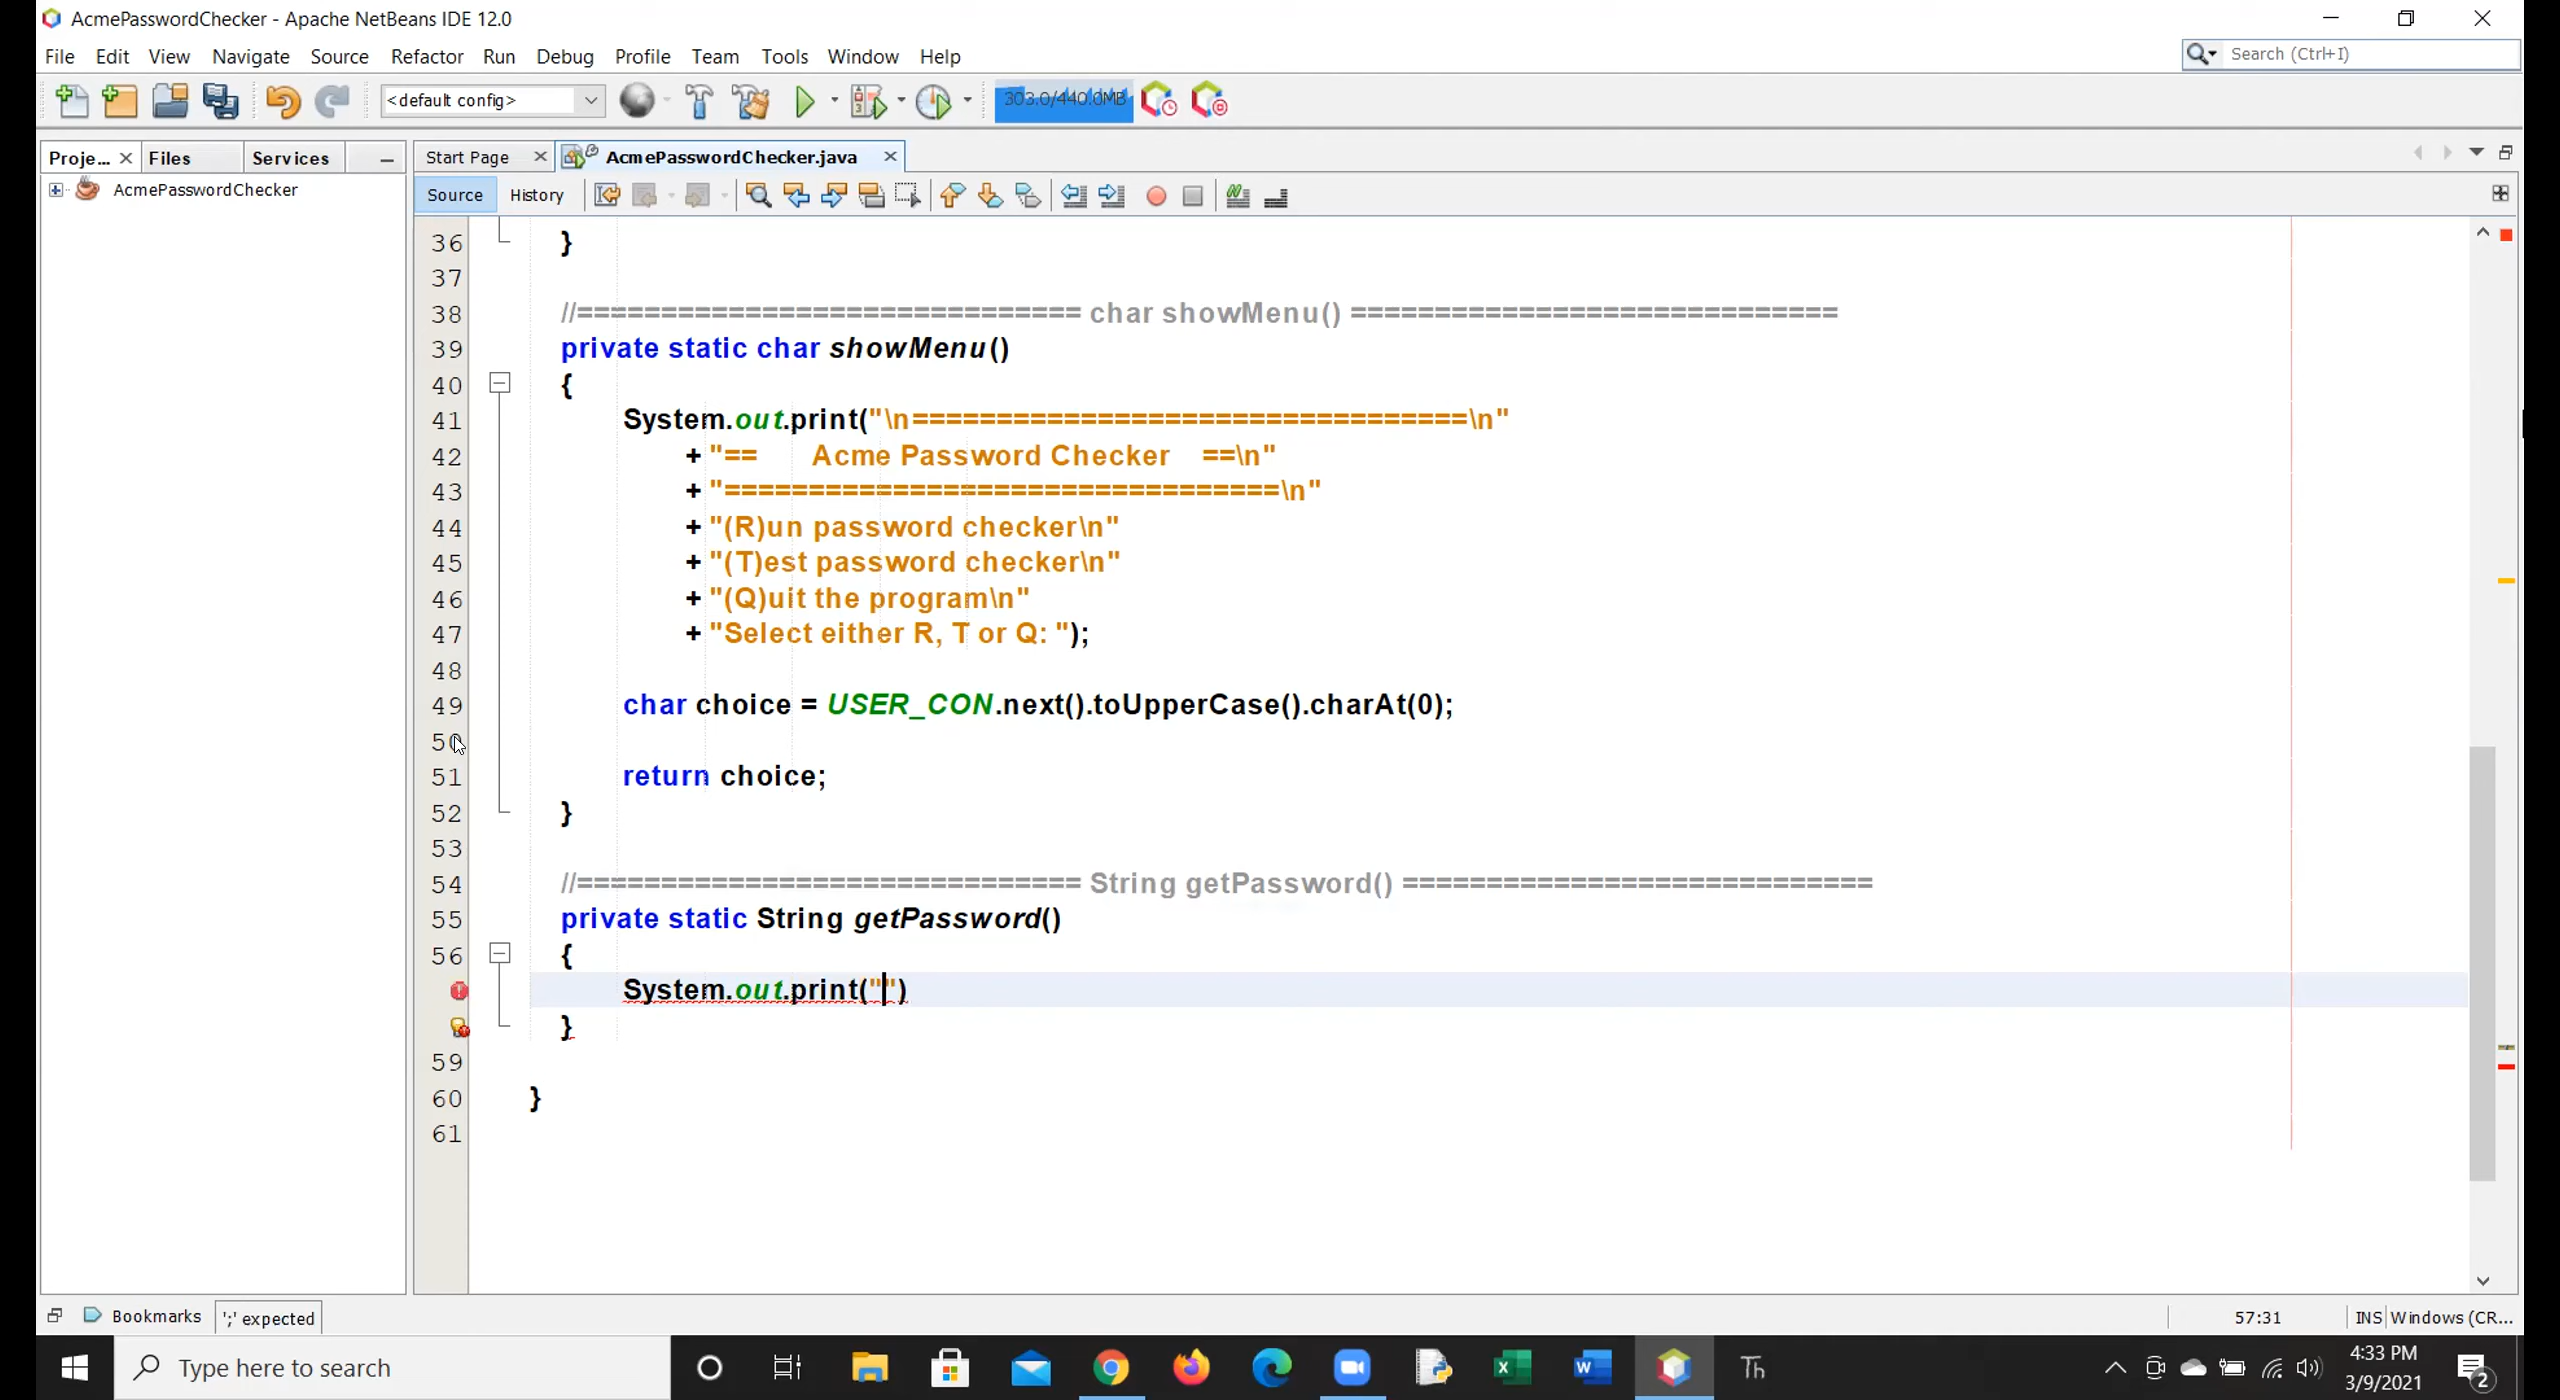 AcmePasswordChecker - Apache NetBeans IDE 12.0
File Edit View Navigate Source Refactor Run Debug Profile Team Tools Window Help
Search (Ctrl+I)
<default config>
303.0/440.0MB
Proje... Files Services
Start Page AcmePasswordChecker.java
AcmePasswordChecker
Source History
36 }
37
38 //============================== char showMenu() =============================
39 private static char showMenu()
40 {
41 System.out.print("\n=================================\n"
42 + "==       Acme Password Checker    ==\n"
43 + "=================================\n"
44 + "(R)un password checker\n"
45 + "(T)est password checker\n"
46 + "(Q)uit the program\n"
47 + "Select either R, T or Q: ");
48
49 char choice = USER_CON.next().toUpperCase().charAt(0);
50
51 return choice;
52 }
53
54 //============================== String getPassword() ============================
55 private static String getPassword()
56 {
System.out.print("")
}
59
60 }
61
Bookmarks ';' expected
57:31 INS Windows (CR...
Type here to search
Th
4:33 PM
3/9/2021
2